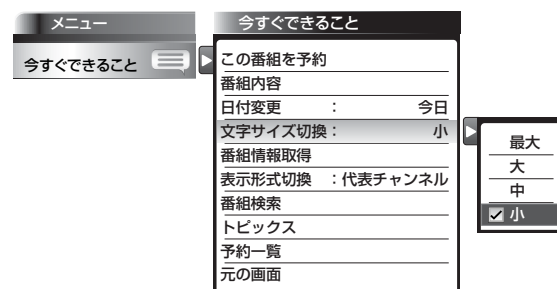 メニュー
今すぐできること
今すぐできること
この番組を予約
番組内容
日付変更 : 今日
文字サイズ切換 : 小
番組情報取得
表示形式切換 : 代表チャンネル
番組検索
トピックス
予約一覧
元の画面
最大
大
中
小